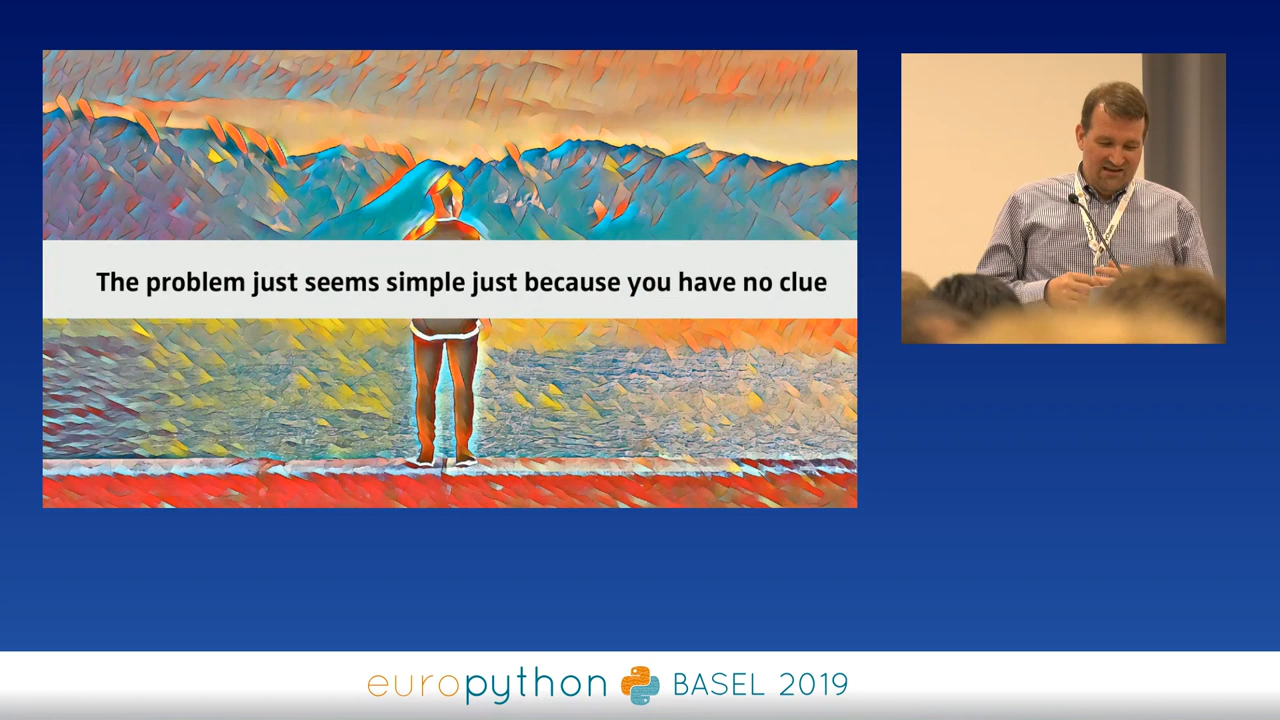 The problem just seems simple just because you have no clue
europython BASEL 2019